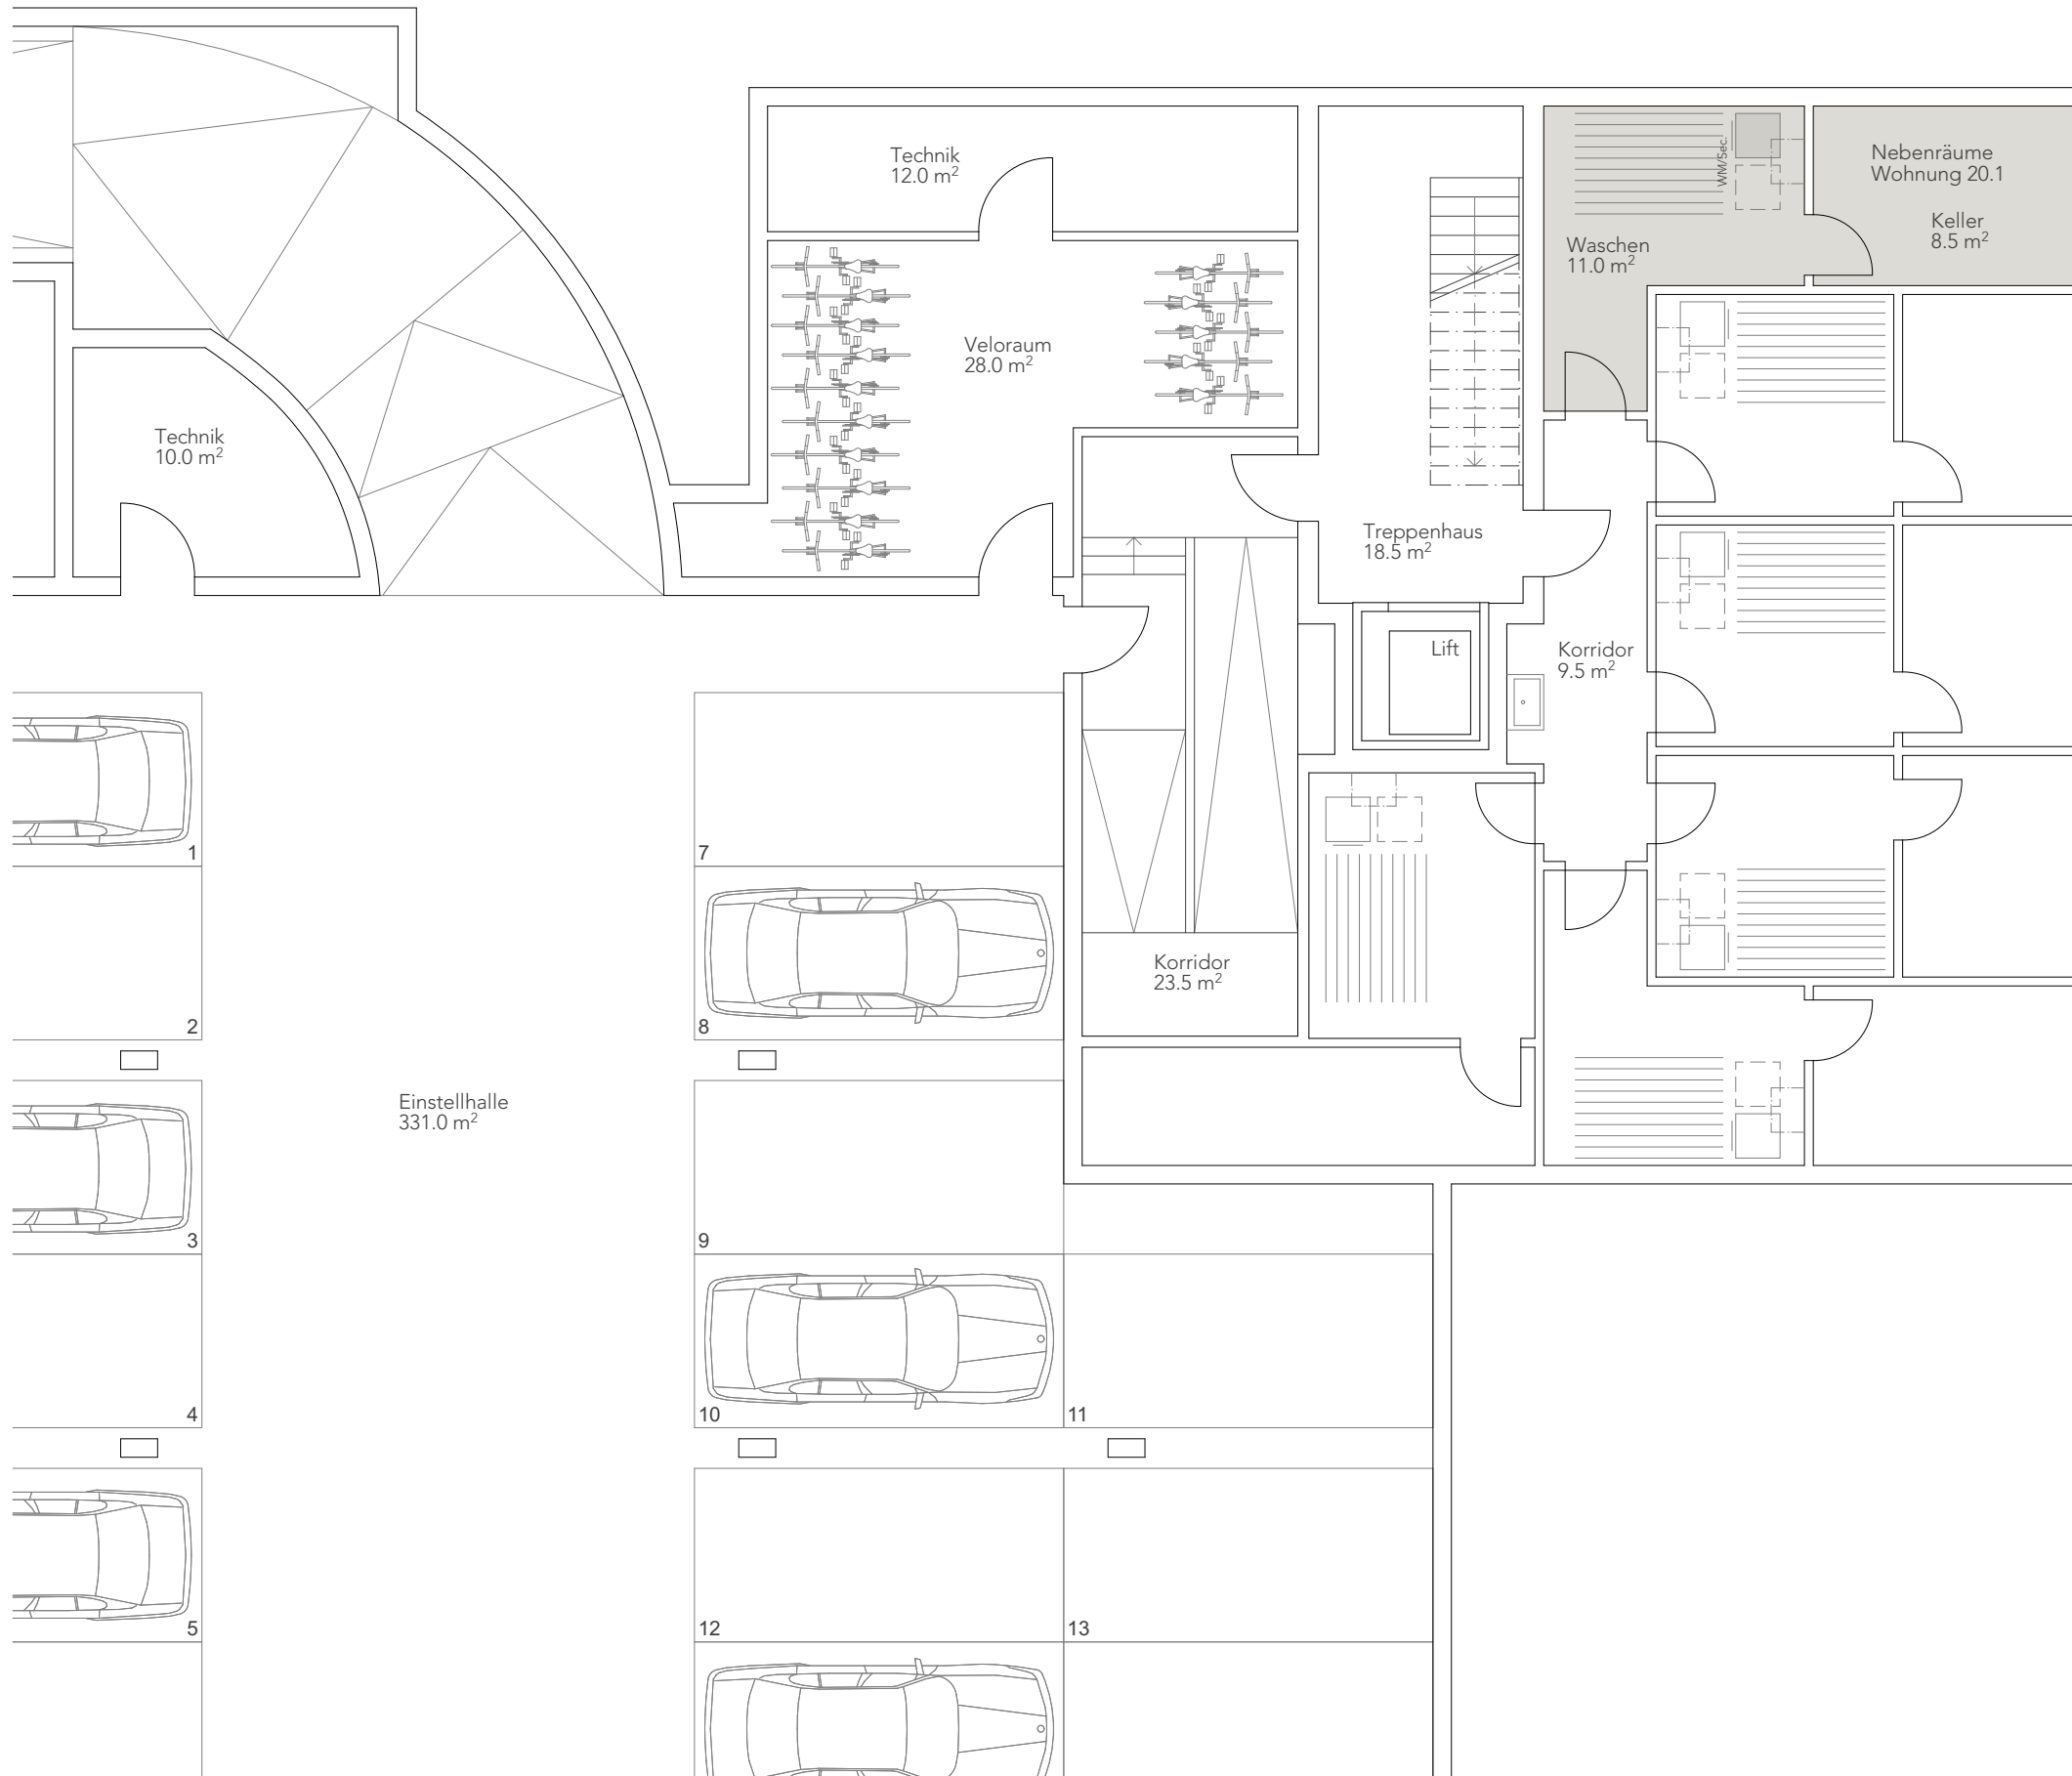 Technik
12.0 m²
WM/Sec.
Nebenräume
Wohnung 20.1
Keller
8.5 m²
Waschen
11.0 m²
Veloraum
28.0 m²
Technik
10.0 m²
Treppenhaus
18.5 m²
Lift
Korridor
9.5 m²
1
7
2
8
Korridor
23.5 m²
Einstellhalle
331.0 m²
3
9
4
10
11
5
12
13